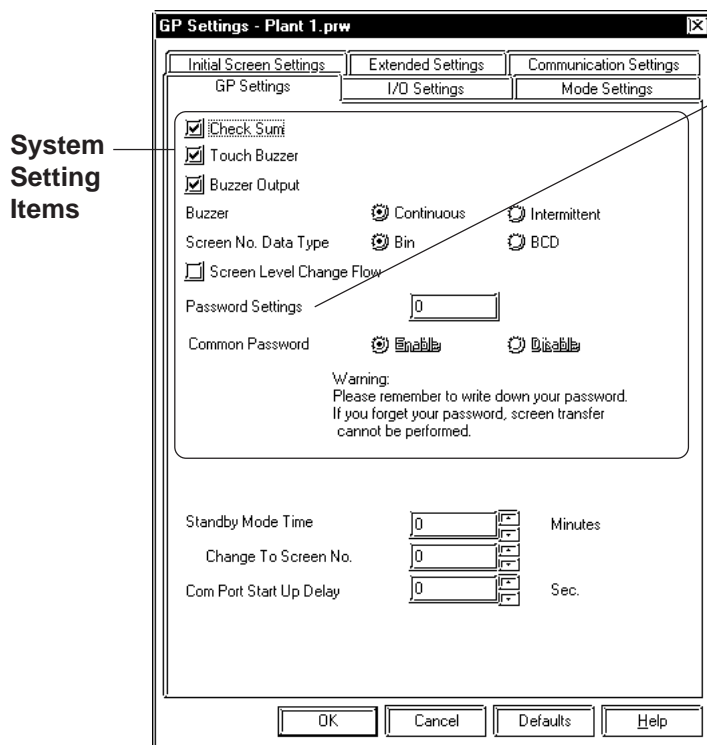 GP Settings - Plant 1.prw
Initial Screen Settings Extended Settings Communication Settings
GP Settings I/O Settings Mode Settings
System
Setting
Items
Check Sum
Touch Buzzer
Buzzer Output
Buzzer Continuous Intermittent
Screen No. Data Type Bin BCD
Screen Level Change Flow
Password Settings 0
Common Password Enable Disable
Warning:
Please remember to write down your password.
If you forget your password, screen transfer
cannot be performed.
Standby Mode Time 0 Minutes
Change To Screen No. 0
Com Port Start Up Delay 0 Sec.
OK Cancel Defaults Help